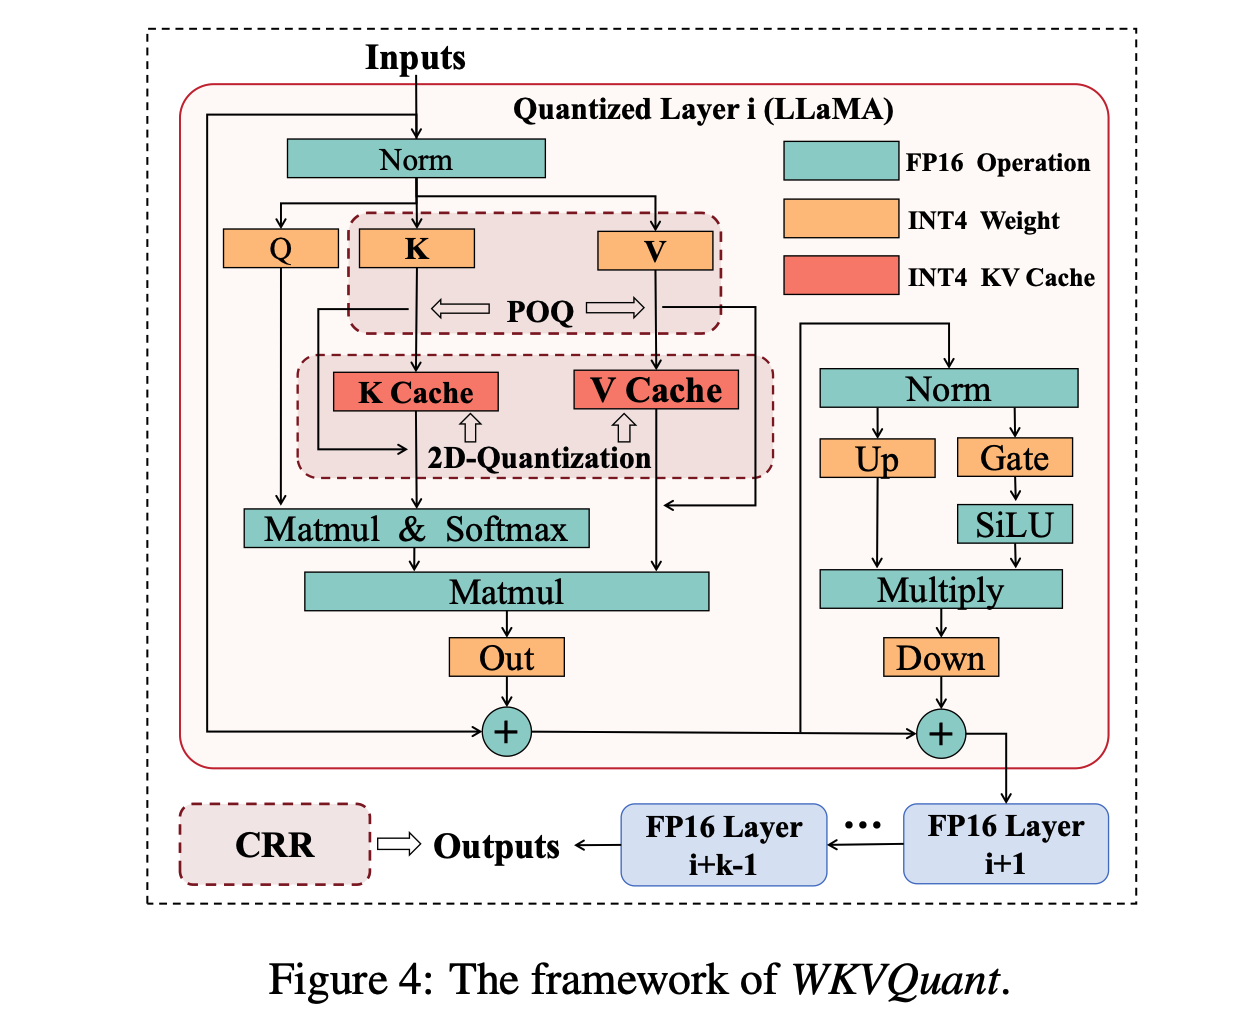 Inputs
Quantized Layer i (LLaMA)
Norm
FP16 Operation
INT4 Weight
INT4 KV Cache
Q
K
V
POQ
K Cache
V Cache
2D-Quantization
Matmul & Softmax
Matmul
Out
+
Norm
Up
Gate
SiLU
Multiply
Down
+
CRR
Outputs
FP16 Layer
i+k-1
...
FP16 Layer
i+1
Figure 4: The framework of WKVQuant.